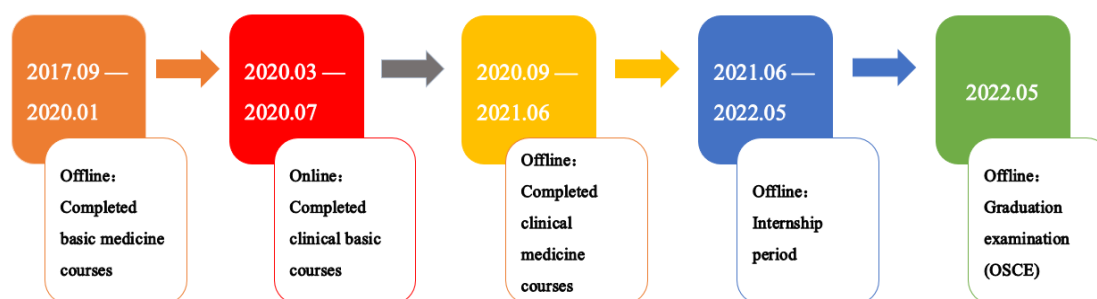 2017.09 —
2020.01
Offline：
Completed
basic medicine
courses
2020.03 —
2020.07
Online：
Completed
clinical basic
courses
2020.09 —
2021.06
Offline：
Completed
clinical
medicine
courses
2021.06 —
2022.05
Offline：
Internship
period
2022.05
Offline：
Graduation
examination
(OSCE)